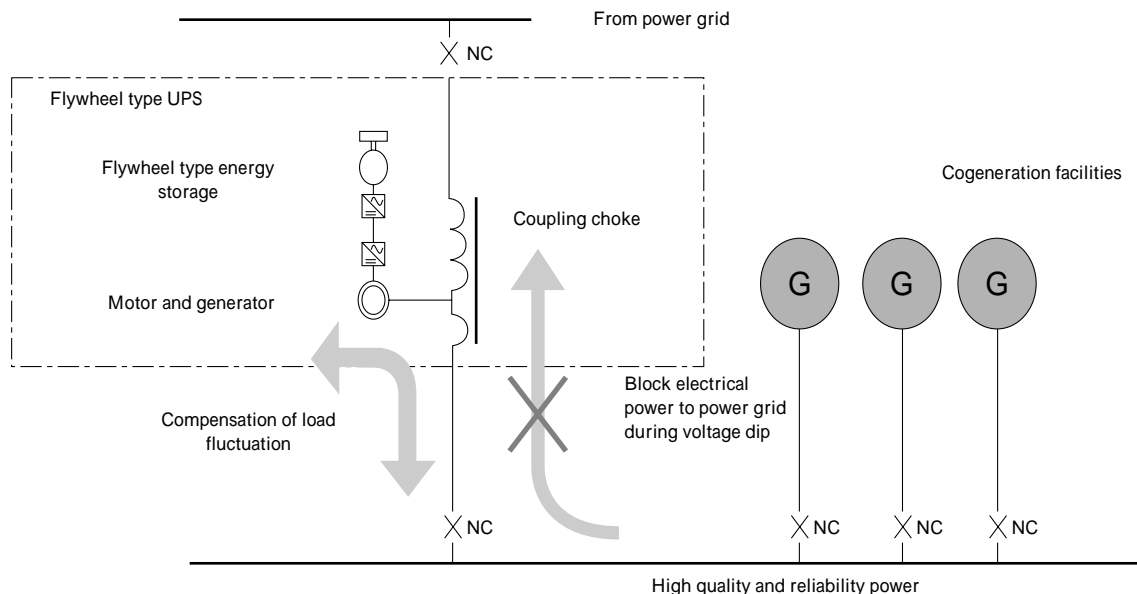 From power grid
NC
Flywheel type UPS
Flywheel type energy
storage
Cogeneration facilities
Coupling choke
G G G
Motor and generator
Block electrical
power to power grid
during voltage dip
Compensation of load
fluctuation
NC NC NC NC
High quality and reliability power